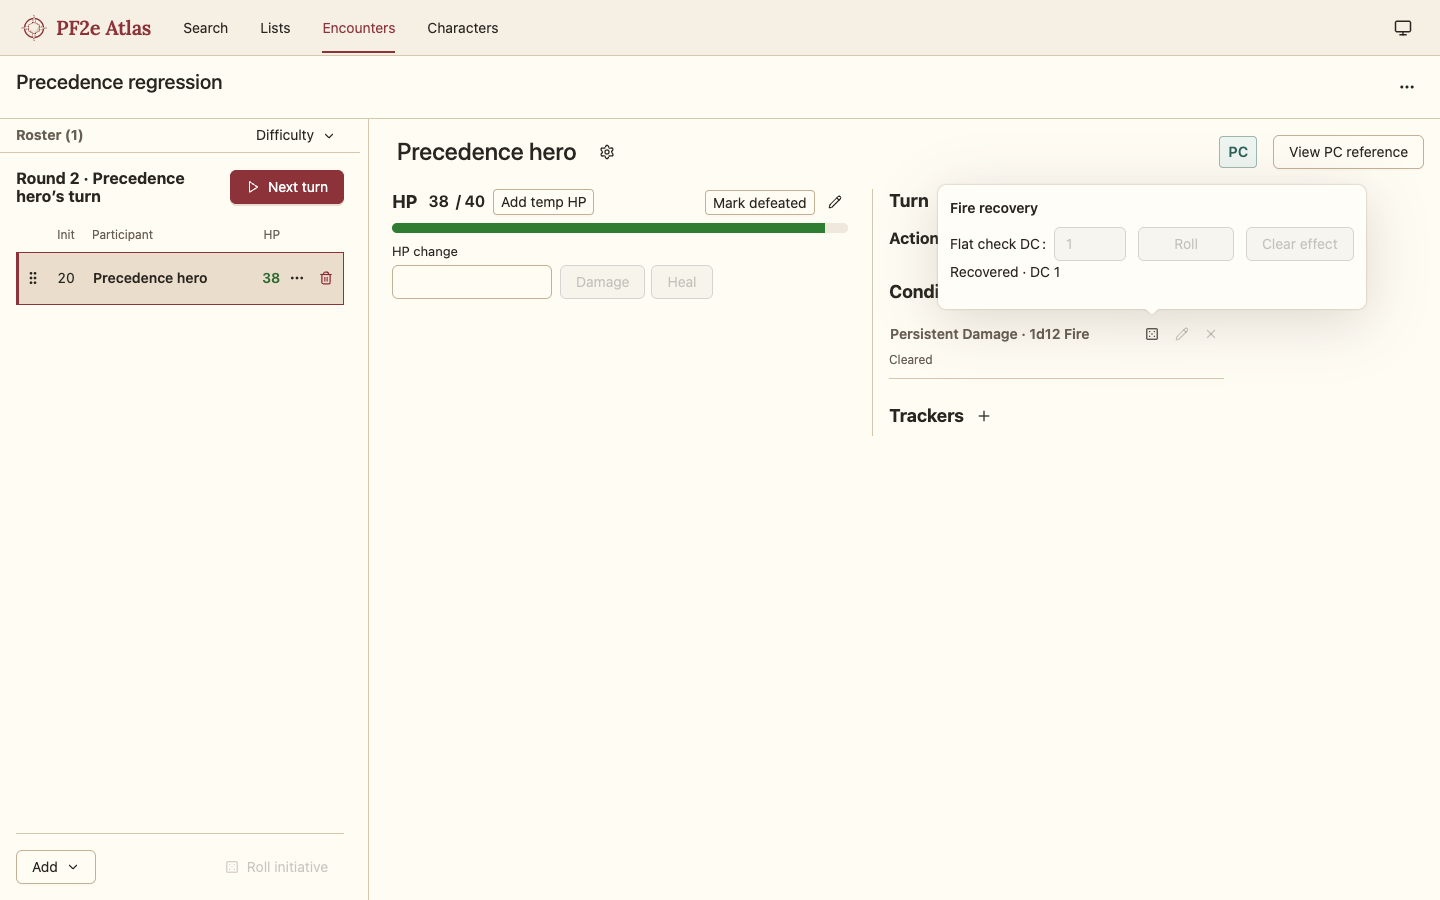 PF2e Atlas Search Lists Encounters Characters
Precedence regression
Roster (1) Difficulty
Round 2 · Precedence hero’s turn
Next turn
Init Participant HP
20 Precedence hero 38
Add Roll initiative
Precedence hero PC View PC reference
HP 38 / 40 Add temp HP Mark defeated
HP change
Damage Heal
Turn
Action
Condi
Fire recovery
Flat check DC: 1 Roll Clear effect
Recovered · DC 1
Persistent Damage · 1d12 Fire
Cleared
Trackers